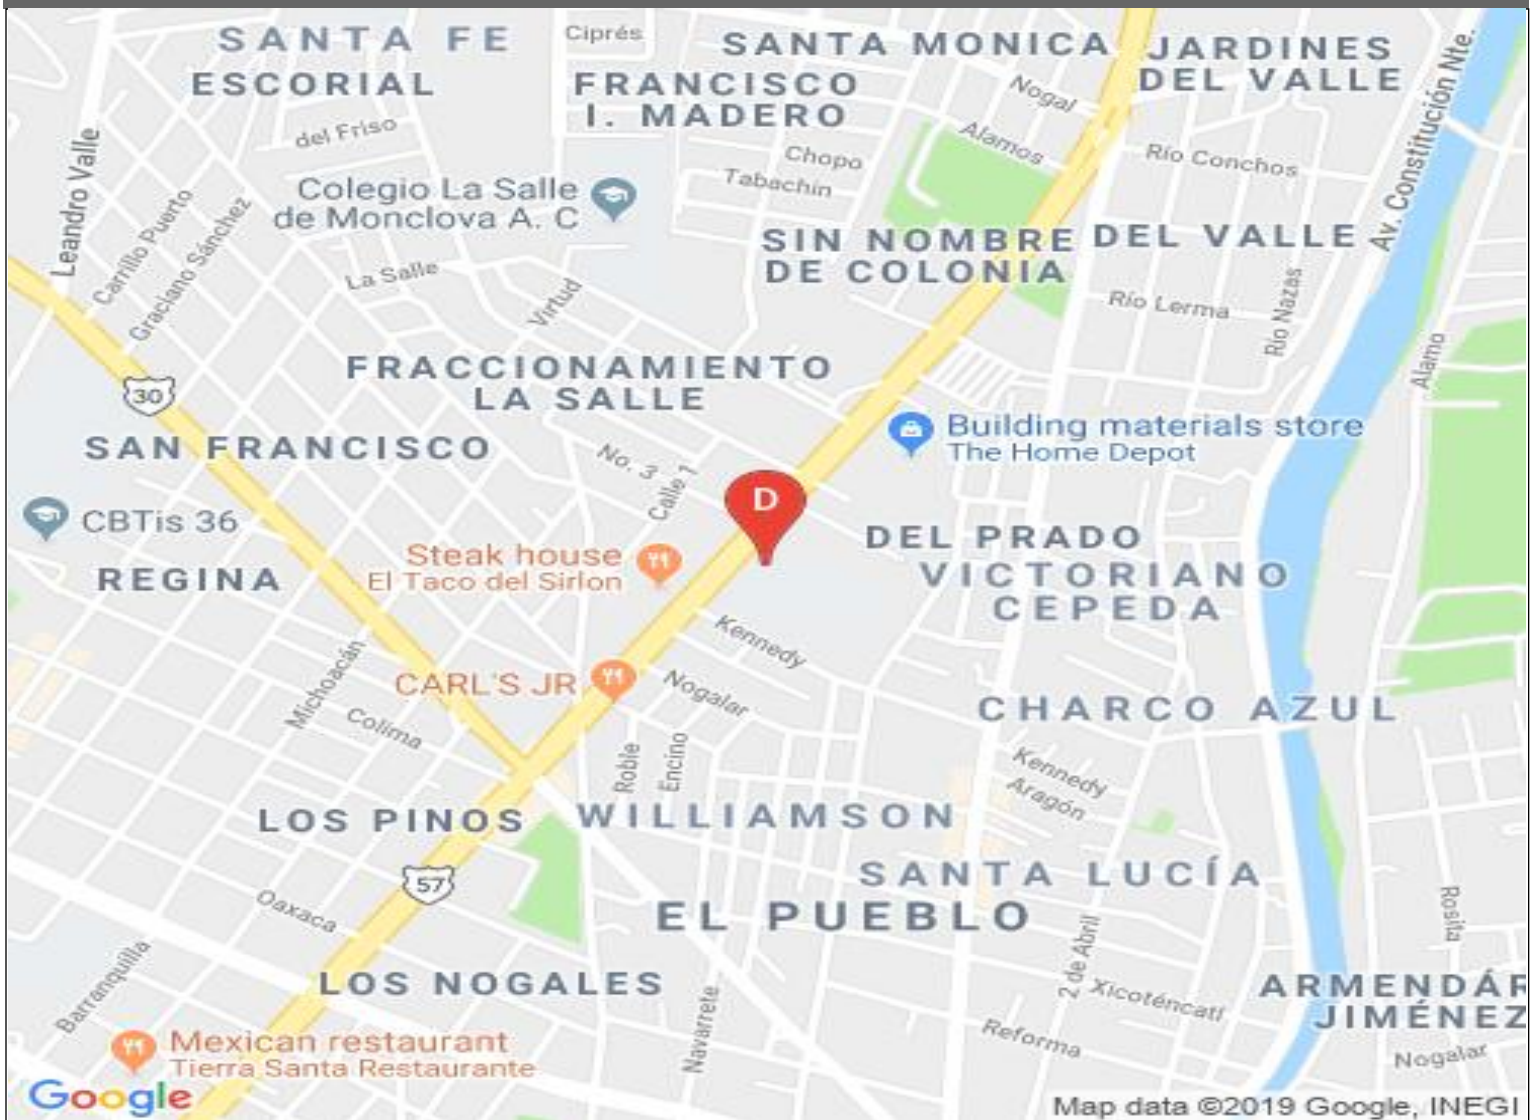 SANTA FE
Ciprés
SANTA MONICA
JARDINES
DEL VALLE
ESCORIAL
FRANCISCO
I. MADERO
Nogal
Av. Constitución Nte.
del Friso
Alamos
Leandro Valle
Chopo
Río Conchos
Tabachin
Colegio La Salle
de Monclova A. C
Carrillo Puerto
Graciano Sánchez
SIN NOMBRE
DE COLONIA
DEL VALLE
La Salle
Virtud
Río Lerma
Río Nazas
Alamo
FRACCIONAMIENTO
LA SALLE
30
SAN FRANCISCO
Building materials store
The Home Depot
No. 3
Calle 1
D
CBTis 36
DEL PRADO
Steak house
El Taco del Sirlon
REGINA
VICTORIANO
CEPEDA
Kennedy
Michoacán
CARL'S JR
Nogalar
Colima
CHARCO AZUL
Roble
Encino
Kennedy
Aragón
LOS PINOS
WILLIAMSON
57
SANTA LUCÍA
Oaxaca
EL PUEBLO
Rosita
2 de Abril
Barranquilla
LOS NOGALES
Navarrete
Xicoténcatl
ARMENDÁR
JIMÉNEZ
Reforma
Mexican restaurant
Tierra Santa Restaurante
Nogalar
Google
Map data ©2019 Google, INEGI